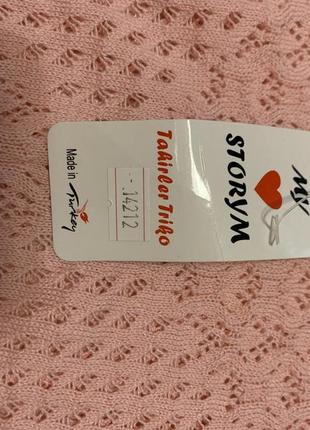 MY
STORYM
Tahirler Triko
14212
Made in Turkey